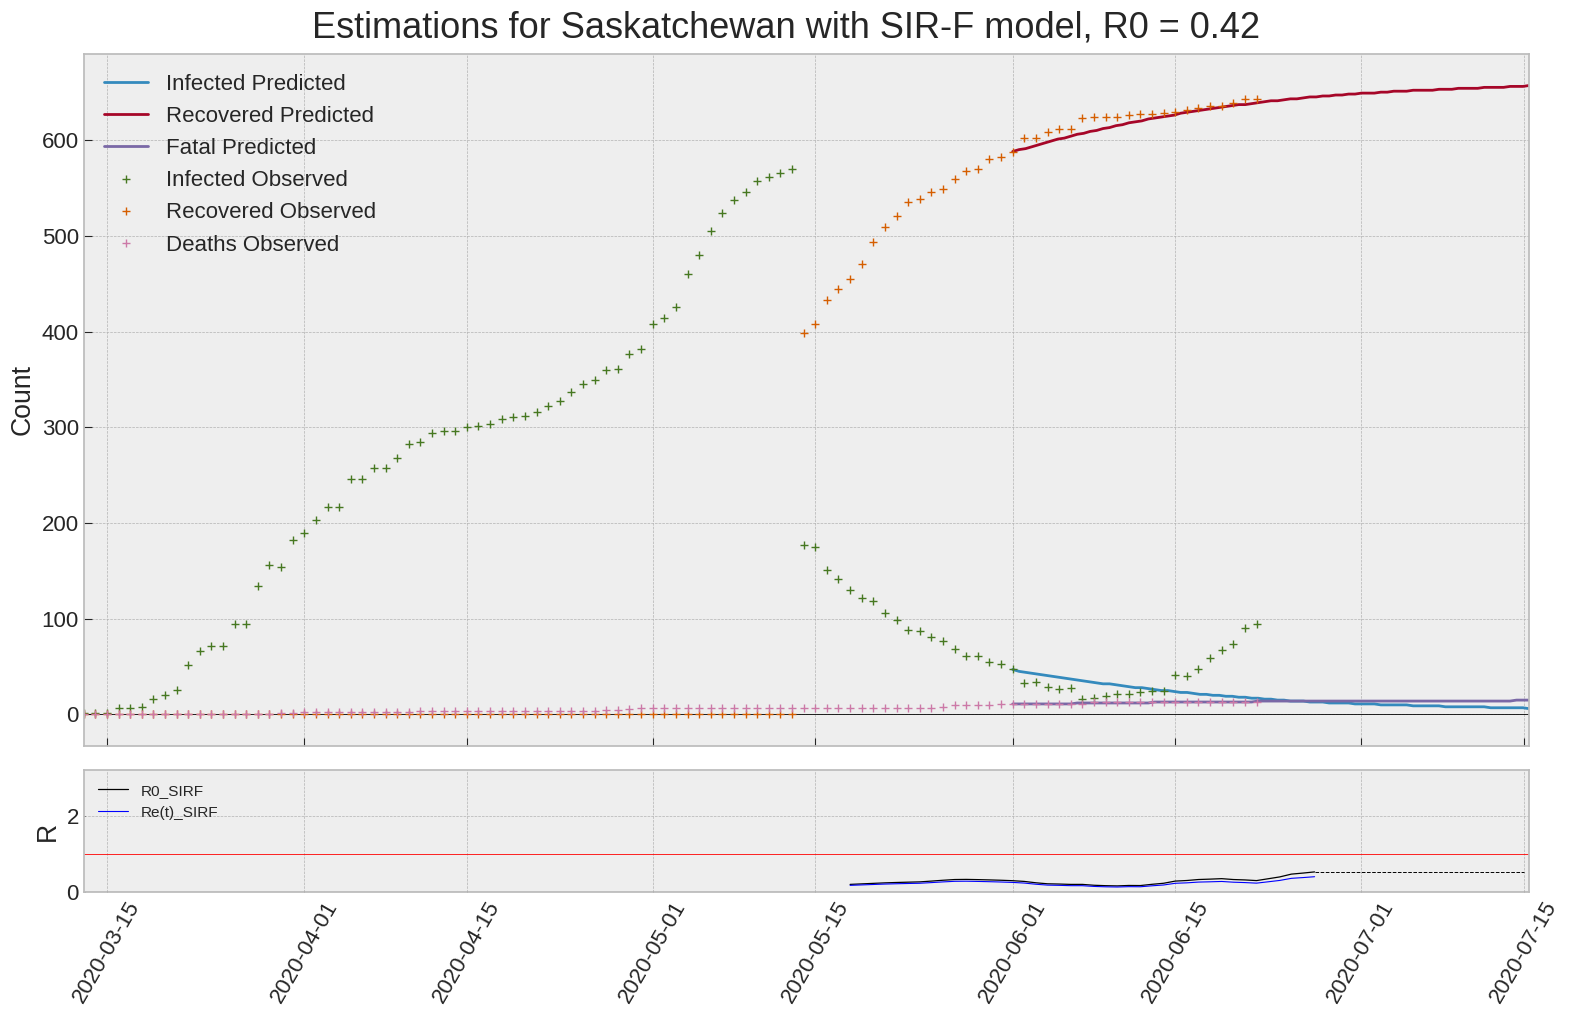 Estimations for Saskatchewan with SIR-F model, R0 = 0.42
Infected Predicted
Recovered Predicted
Fatal Predicted
Infected Observed
Recovered Observed
Deaths Observed
Count
600
500
400
300
200
100
0
R0_SIRF
Re(t)_SIRF
R
2
0
2020-03-15
2020-04-01
2020-04-15
2020-05-01
2020-05-15
2020-06-01
2020-06-15
2020-07-01
2020-07-15